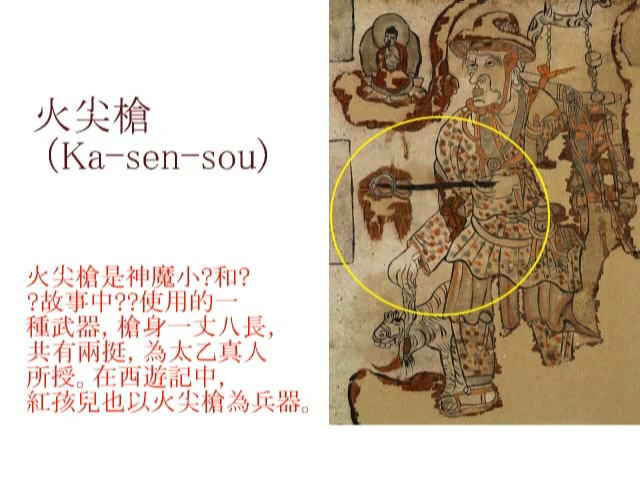 火尖槍
(Ka-sen-sou)
火尖槍是神魔小?和?
?故事中??使用的一
種武器, 槍身一丈八長,
共有兩挺, 為太乙真人
所授。在西遊記中,
紅孩兒也以火尖槍為兵器。